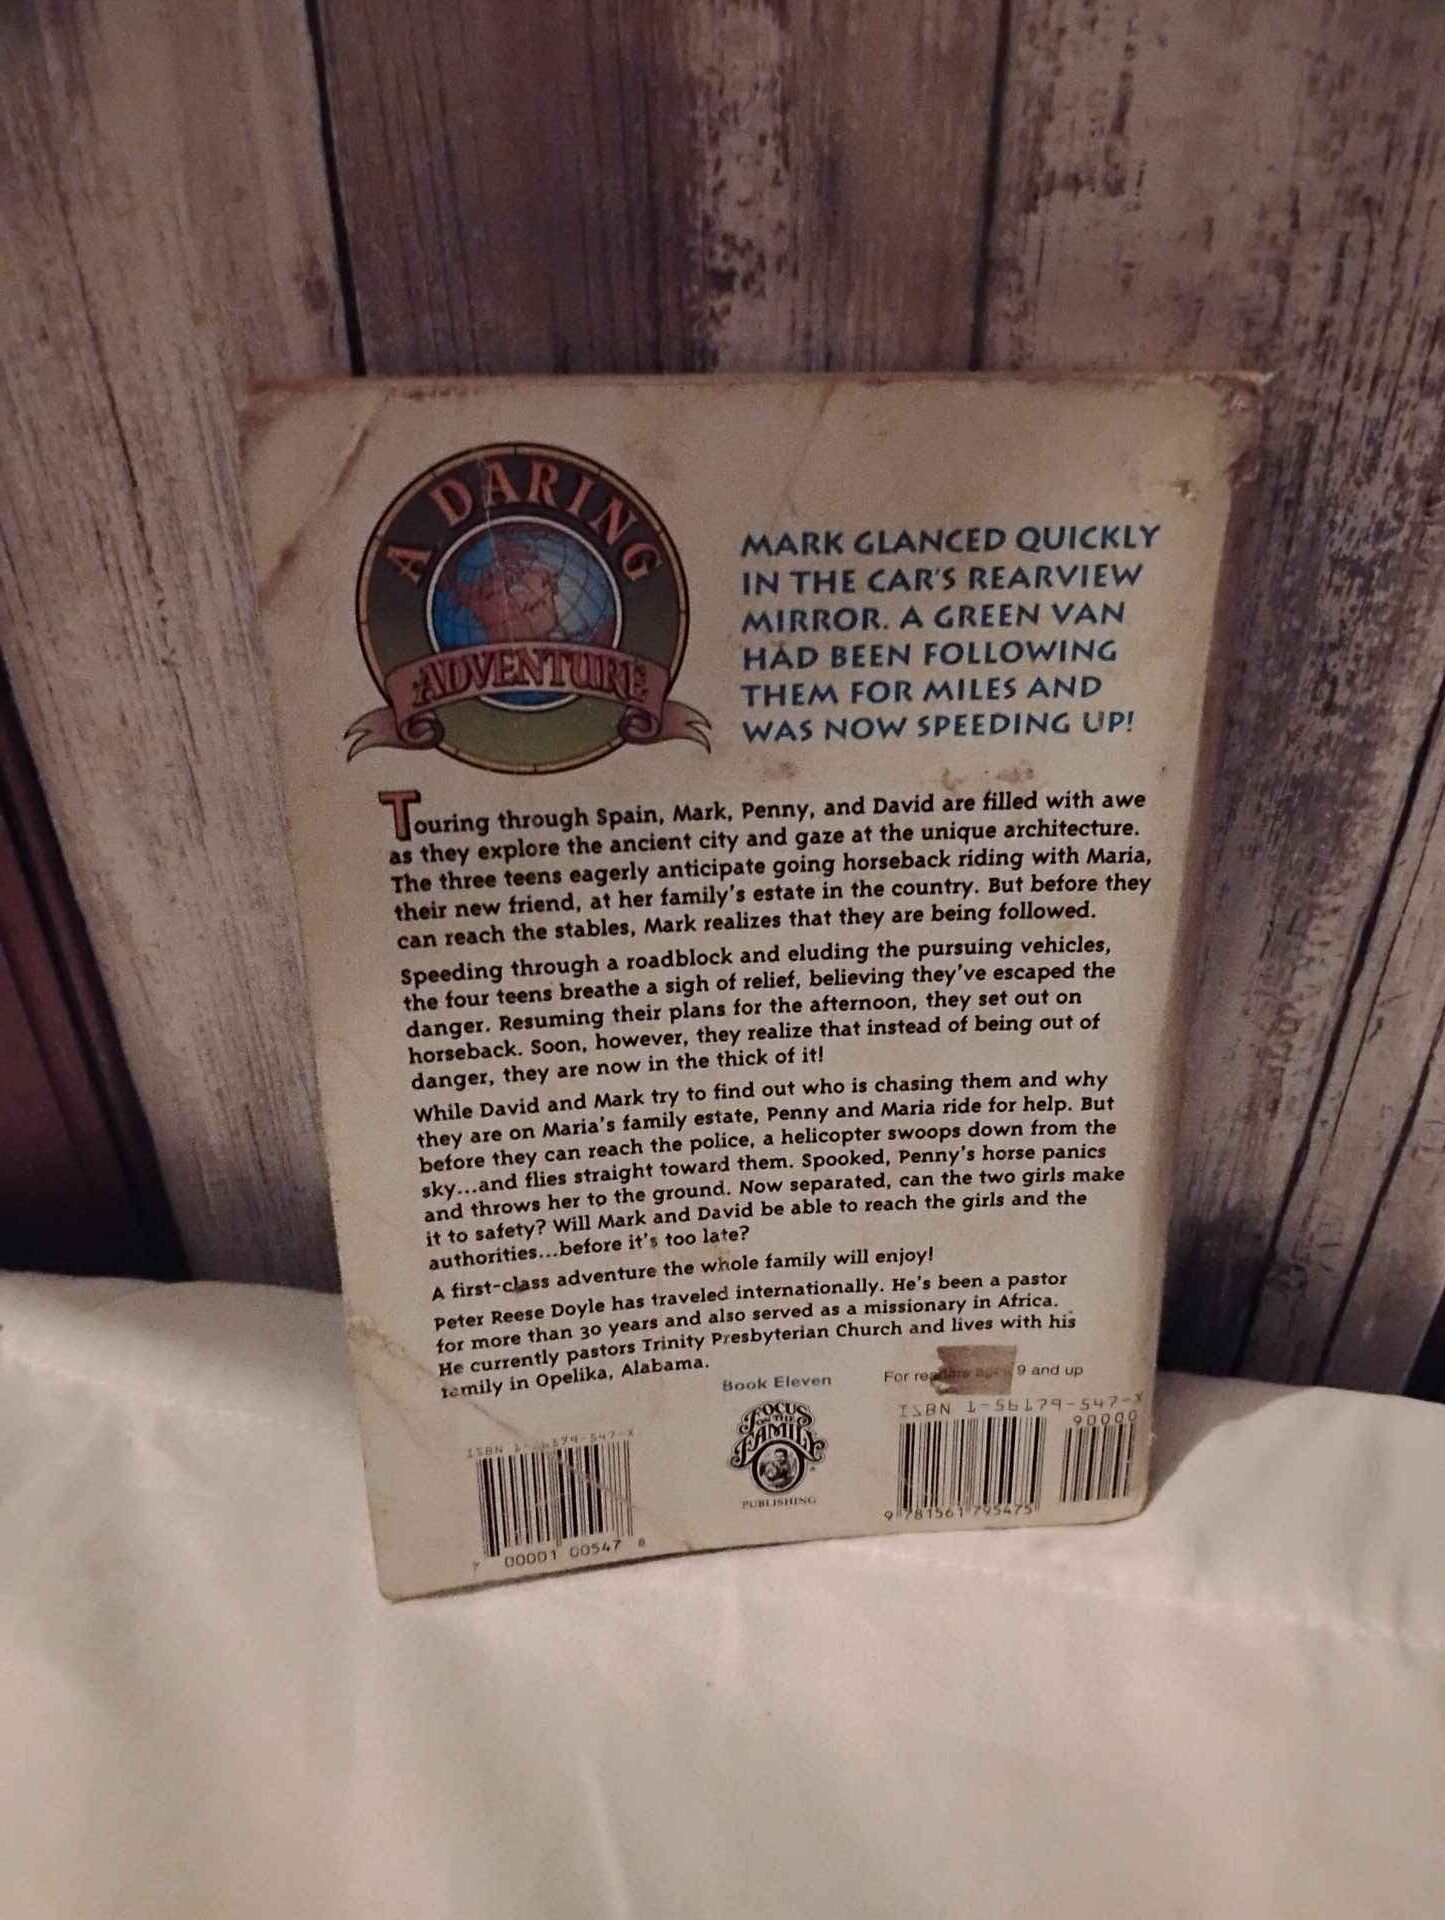 A DARING
ADVENTURE
MARK GLANCED QUICKLY
IN THE CAR'S REARVIEW
MIRROR. A GREEN VAN
HAD BEEN FOLLOWING
THEM FOR MILES AND
WAS NOW SPEEDING UP!
Touring through Spain, Mark, Penny, and David are filled with awe
as they explore the ancient city and gaze at the unique architecture.
The three teens eagerly anticipate going horseback riding with Maria,
their new friend, at her family's estate in the country. But before they
can reach the stables, Mark realizes that they are being followed.
Speeding through a roadblock and eluding the pursuing vehicles,
the four teens breathe a sigh of relief, believing they've escaped the
danger. Resuming their plans for the afternoon, they set out on
horseback. Soon, however, they realize that instead of being out of
danger, they are now in the thick of it!
While David and Mark try to find out who is chasing them and why
they are on Maria's family estate, Penny and Maria ride for help. But
before they can reach the police, a helicopter swoops down from the
sky...and flies straight toward them. Spooked, Penny's horse panics
and throws her to the ground. Now separated, can the two girls make
it to safety? Will Mark and David be able to reach the girls and the
authorities...before it's too late?
A first-class adventure the whole family will enjoy!
Peter Reese Doyle has traveled internationally. He's been a pastor
for more than 30 years and also served as a missionary in Africa.
He currently pastors Trinity Presbyterian Church and lives with his
family in Opelika, Alabama.
Book Eleven
For readers ages 9 and up
FOCUS
ON THE
FAMILY
PUBLISHING
ISBN 1-56179-547-X
7 00001 00547 8
ISBN 1-56179-547-X
90000
9 781561 795475